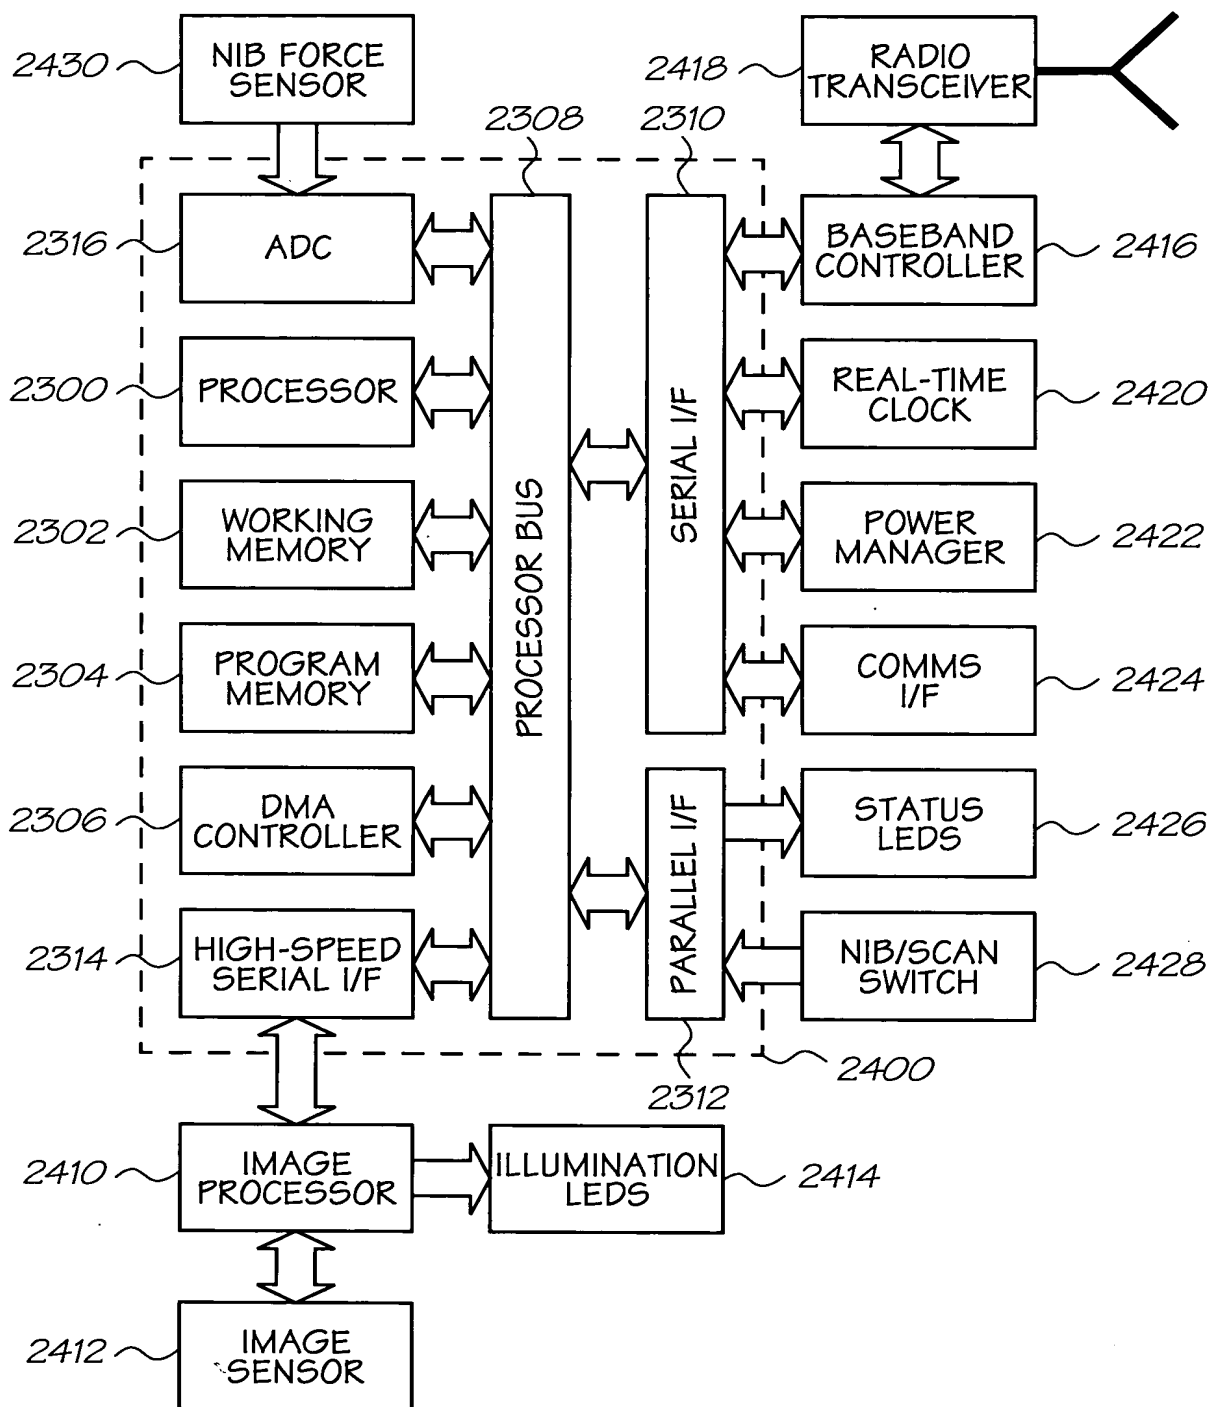 2430
NIB FORCE
SENSOR
2418
RADIO
TRANSCEIVER
2308
2310
2316
ADC
BASEBAND
CONTROLLER
2416
2300
PROCESSOR
REAL-TIME
CLOCK
2420
2302
WORKING
MEMORY
PROCESSOR BUS
SERIAL I/F
POWER
MANAGER
2422
2304
PROGRAM
MEMORY
COMMS
I/F
2424
2306
DMA
CONTROLLER
PARALLEL I/F
STATUS
LEDS
2426
2314
HIGH-SPEED
SERIAL I/F
NIB/SCAN
SWITCH
2428
2400
2312
2410
IMAGE
PROCESSOR
ILLUMINATION
LEDS
2414
2412
IMAGE
SENSOR